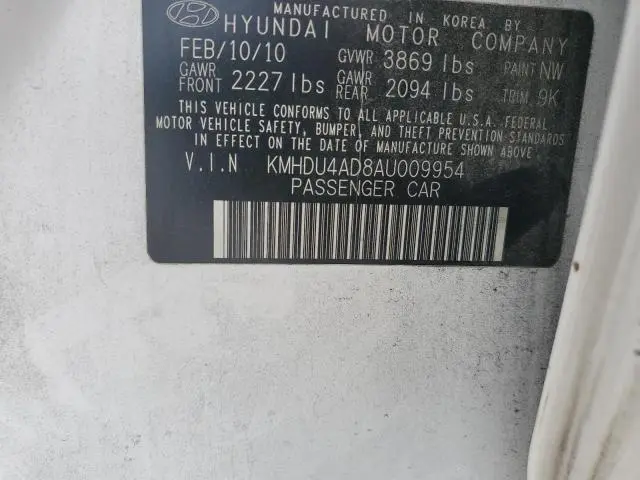 MANUFACTURED IN KOREA BY
HYUNDAI MOTOR COMPANY
FEB/10/10 GVWR 3869 lbs PAINT NW
GAWR FRONT 2227 lbs GAWR REAR 2094 lbs TRIM 9K
THIS VEHICLE CONFORMS TO ALL APPLICABLE U.S.A. FEDERAL
MOTOR VEHICLE SAFETY, BUMPER, AND THEFT PREVENTION STANDARDS
IN EFFECT ON THE DATE OF MANUFACTURE SHOWN ABOVE.
V.I.N KMHDU4AD8AU009954
PASSENGER CAR